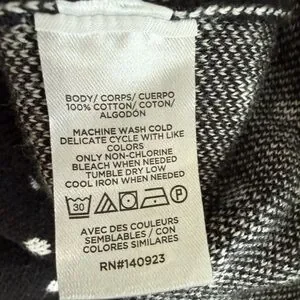 BODY/ CORPS/ CUERPO
100% COTTON/ COTON/
ALGODÓN
MACHINE WASH COLD
DELICATE CYCLE WITH LIKE
COLORS
ONLY NON-CHLORINE
BLEACH WHEN NEEDED
TUMBLE DRY LOW
COOL IRON WHEN NEEDED
30 P
AVEC DES COULEURS
SEMBLABLES / CON
COLORES SIMILARES
RN#140923